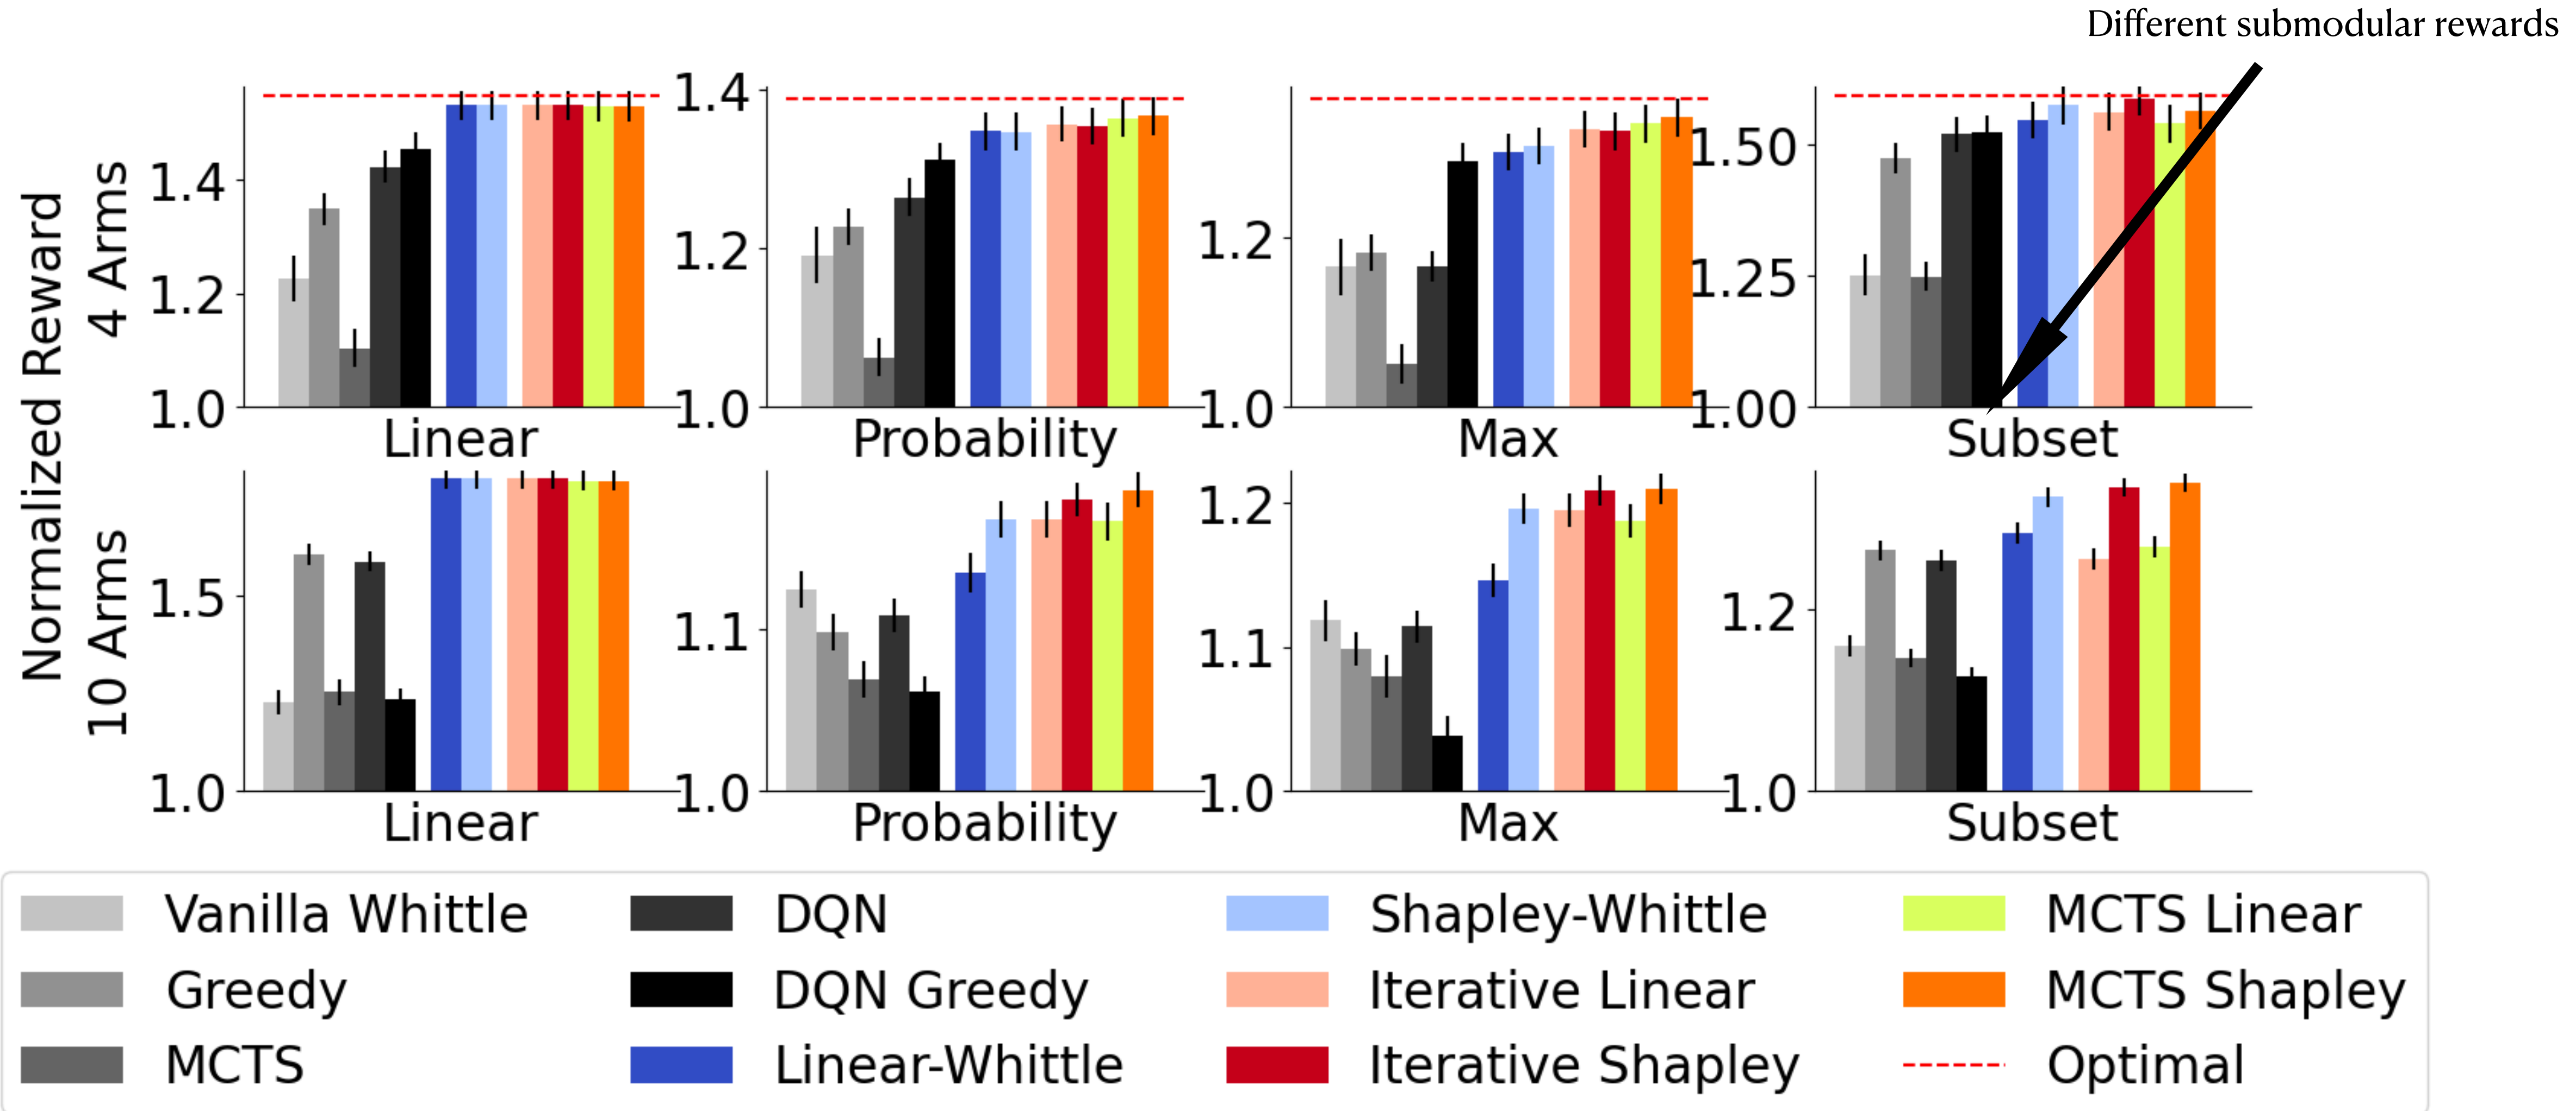 Different submodular rewards
Normalized Reward
4 Arms
1.4
1.2
1.0
Linear
1.4
1.2
1.0
Probability
1.2
1.0
Max
1.50
1.25
1.00
Subset
10 Arms
1.5
1.0
Linear
1.1
1.0
Probability
1.2
1.1
1.0
Max
1.2
1.0
Subset
Vanilla Whittle
Greedy
MCTS
DQN
DQN Greedy
Linear-Whittle
Shapley-Whittle
Iterative Linear
Iterative Shapley
MCTS Linear
MCTS Shapley
Optimal